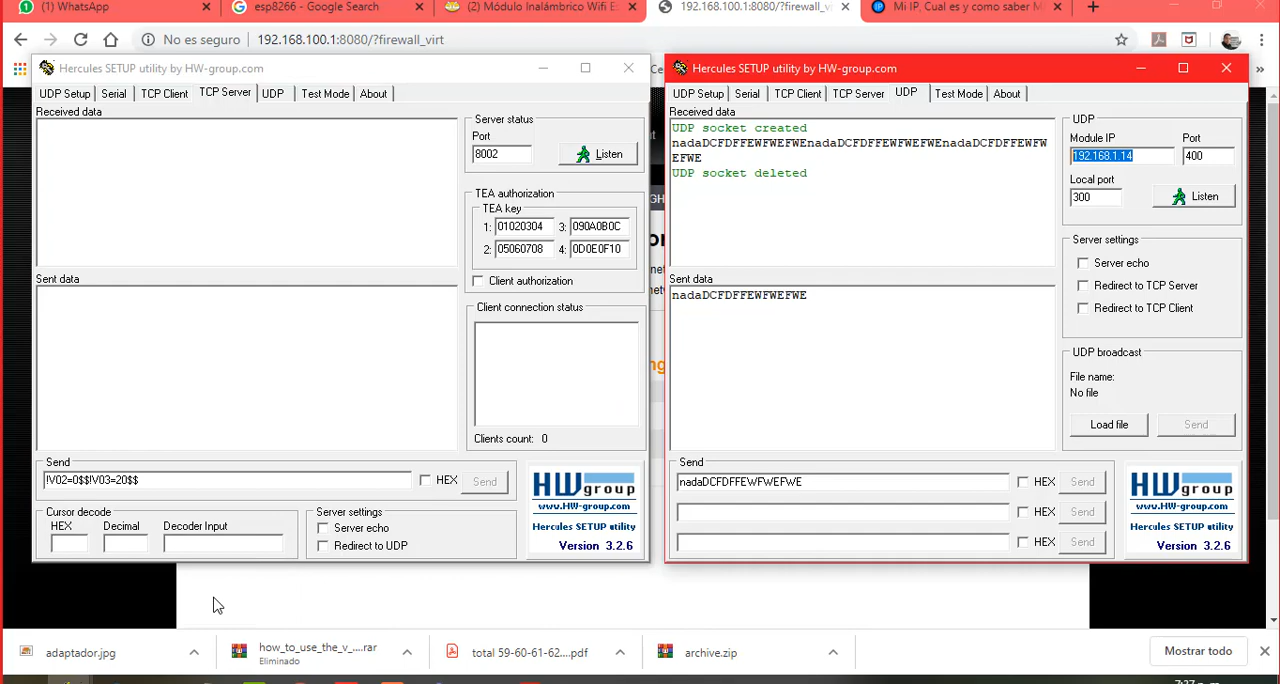 (1) WhatsApp
esp8266 - Google Search
(2) Módulo Inalámbrico Wifi Es
192.168.100.1:8080/?firewall_virt
Mi IP, Cual es y como saber M
No es seguro
192.168.100.1:8080/?firewall_virt
Hercules SETUP utility by HW-group.com
UDP Setup
Serial
TCP Client
TCP Server
UDP
Test Mode
About
Received data
Server status
Port
8002
Listen
TEA authorization
TEA key
1: 01020304
3: 090A0B0C
2: 05060708
4: 0D0E0F10
Client authorization
Sent data
Client connection status
Clients count: 0
Send
!V02=0$$!V03=20$$
HEX
Send
Cursor decode
HEX
Decimal
Decoder Input
Server settings
Server echo
Redirect to UDP
HW group
www.HW-group.com
Hercules SETUP utility
Version 3.2.6
Hercules SETUP utility by HW-group.com
UDP Setup
Serial
TCP Client
TCP Server
UDP
Test Mode
About
Received data
UDP socket created
nadaDCFDFFEWFWEFWEnadaDCFDFFEWFWEFWEnadaDCFDFFEWFW
EFWE
UDP socket deleted
UDP
Module IP
Port
192.168.1.14
400
Local port
300
Listen
Server settings
Server echo
Redirect to TCP Server
Redirect to TCP Client
Sent data
nadaDCFDFFEWFWEFWE
UDP broadcast
File name:
No file
Load file
Send
Send
nadaDCFDFFEWFWEFWE
HEX
Send
HEX
Send
HEX
Send
HW group
www.HW-group.com
Hercules SETUP utility
Version 3.2.6
adaptador.jpg
how_to_use_the_v_....rar
Eliminado
total 59-60-61-62....pdf
archive.zip
Mostrar todo